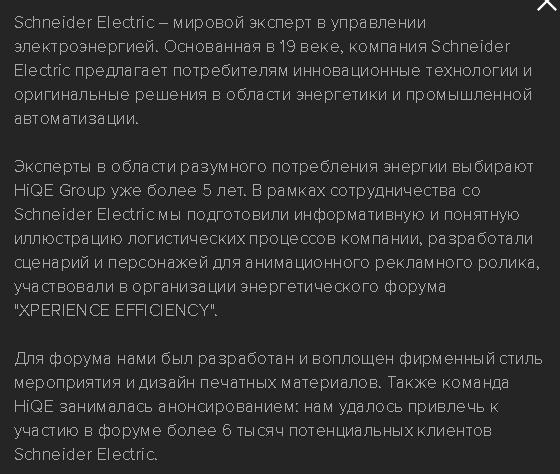 Schneider Electric – мировой эксперт в управлении
электроэнергией. Основанная в 19 веке, компания Schneider
Electric предлагает потребителям инновационные технологии и
оригинальные решения в области энергетики и промышленной
автоматизации.
Эксперты в области разумного потребления энергии выбирают
HiQE Group уже более 5 лет. В рамках сотрудничества со
Schneider Electric мы подготовили информативную и понятную
иллюстрацию логистических процессов компании, разработали
сценарий и персонажей для анимационного рекламного ролика,
участвовали в организации энергетического форума
"XPERIENCE EFFICIENCY".
Для форума нами был разработан и воплощен фирменный стиль
мероприятия и дизайн печатных материалов. Также команда
HiQE занималась анонсированием: нам удалось привлечь к
участию в форуме более 6 тысяч потенциальных клиентов
Schneider Electric.